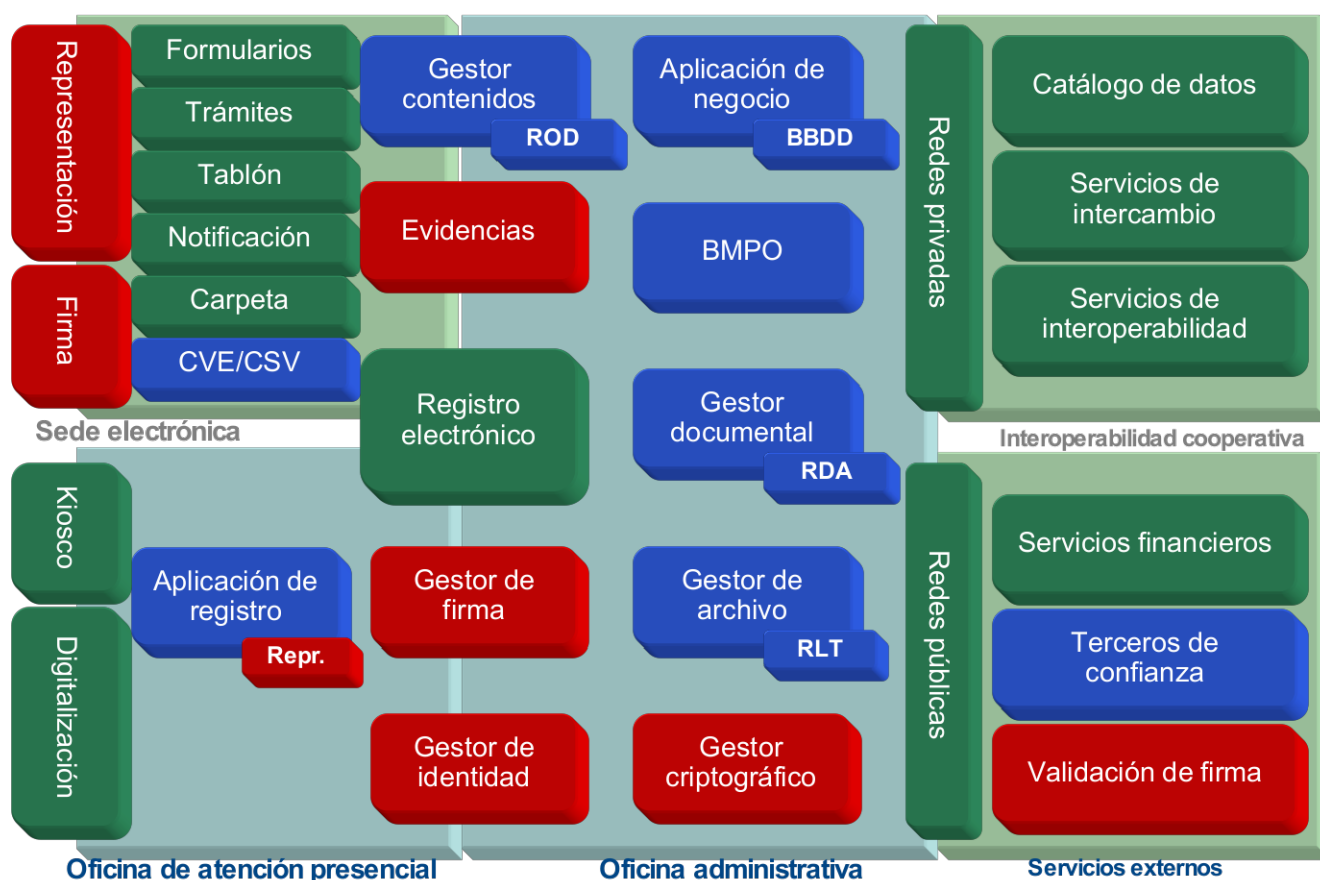 Representación
Firma
Formularios
Trámites
Tablón
Notificación
Carpeta
CVE/CSV
Sede electrónica
Gestor
contenidos
ROD
Evidencias
Registro
electrónico
Aplicación de
negocio
BBDD
BMPO
Gestor
documental
RDA
Redes privadas
Catálogo de datos
Servicios de
intercambio
Servicios de
interoperabilidad
Interoperabilidad cooperativa
Kiosco
Digitalización
Aplicación de
registro
Repr.
Gestor de
firma
Gestor de
identidad
Gestor de
archivo
RLT
Gestor
criptográfico
Redes públicas
Servicios financieros
Terceros de
confianza
Validación de firma
Oficina de atención presencial
Oficina administrativa
Servicios externos